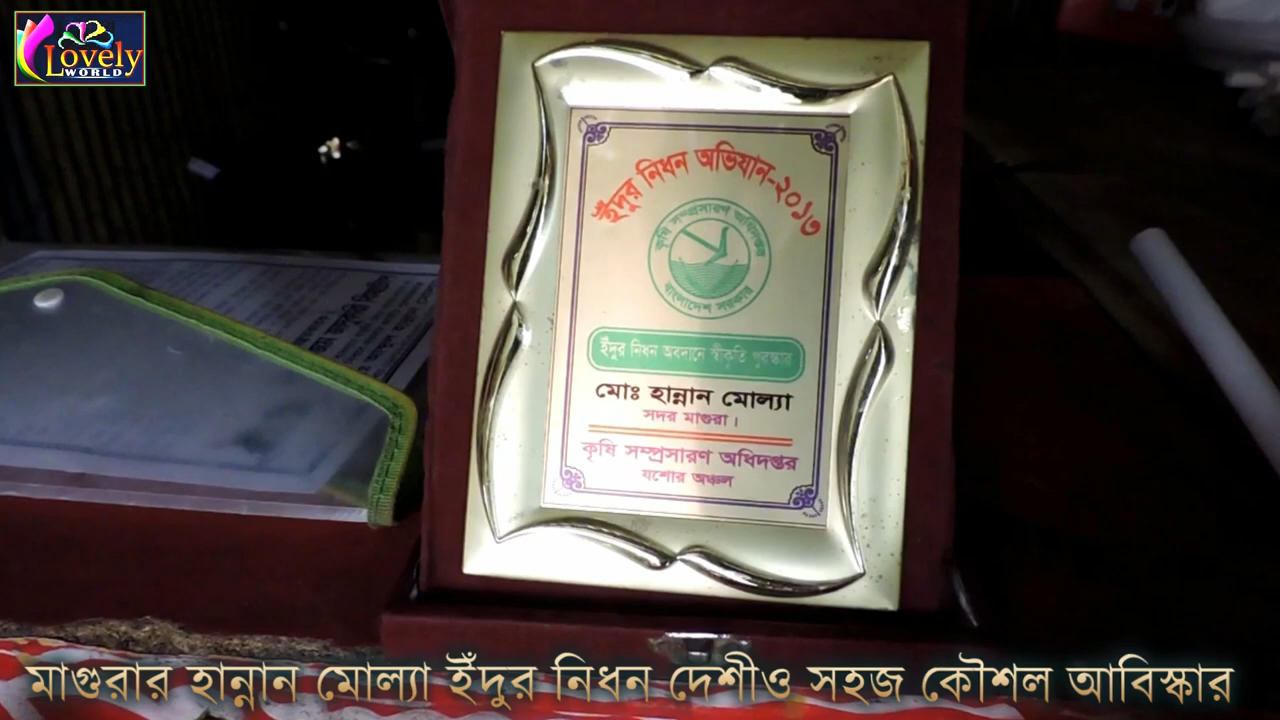 Lovely
WORLD
ইঁদুর নিধন অভিযান-২০১৩
কৃষি সম্প্রসারণ অধিদপ্তর
বাংলাদেশ সরকার
ইঁদুর নিধন অবদানে স্বীকৃতি পুরস্কার
মোঃ হান্নান মোল্যা
সদর মাগুরা।
কৃষি সম্প্রসারণ অধিদপ্তর
যশোর অঞ্চল
মাগুরার হান্নান মোল্যা ইঁদুর নিধন দেশীও সহজ কৌশল আবিস্কার